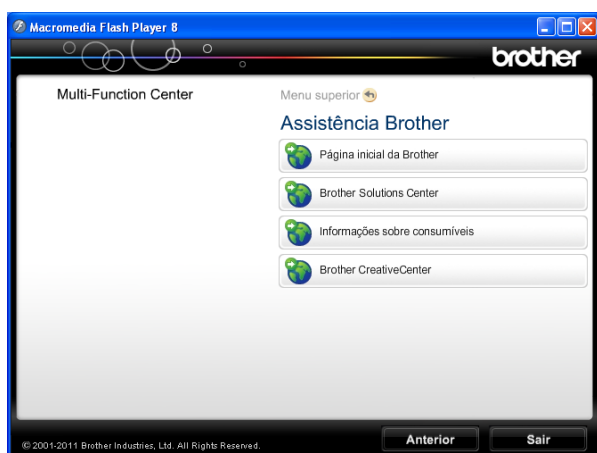 Macromedia Flash Player 8
brother
Multi-Function Center
Menu superior
Assistência Brother
Página inicial da Brother
Brother Solutions Center
Informações sobre consumíveis
Brother CreativeCenter
© 2001-2011 Brother Industries, Ltd. All Rights Reserved.
Anterior
Sair